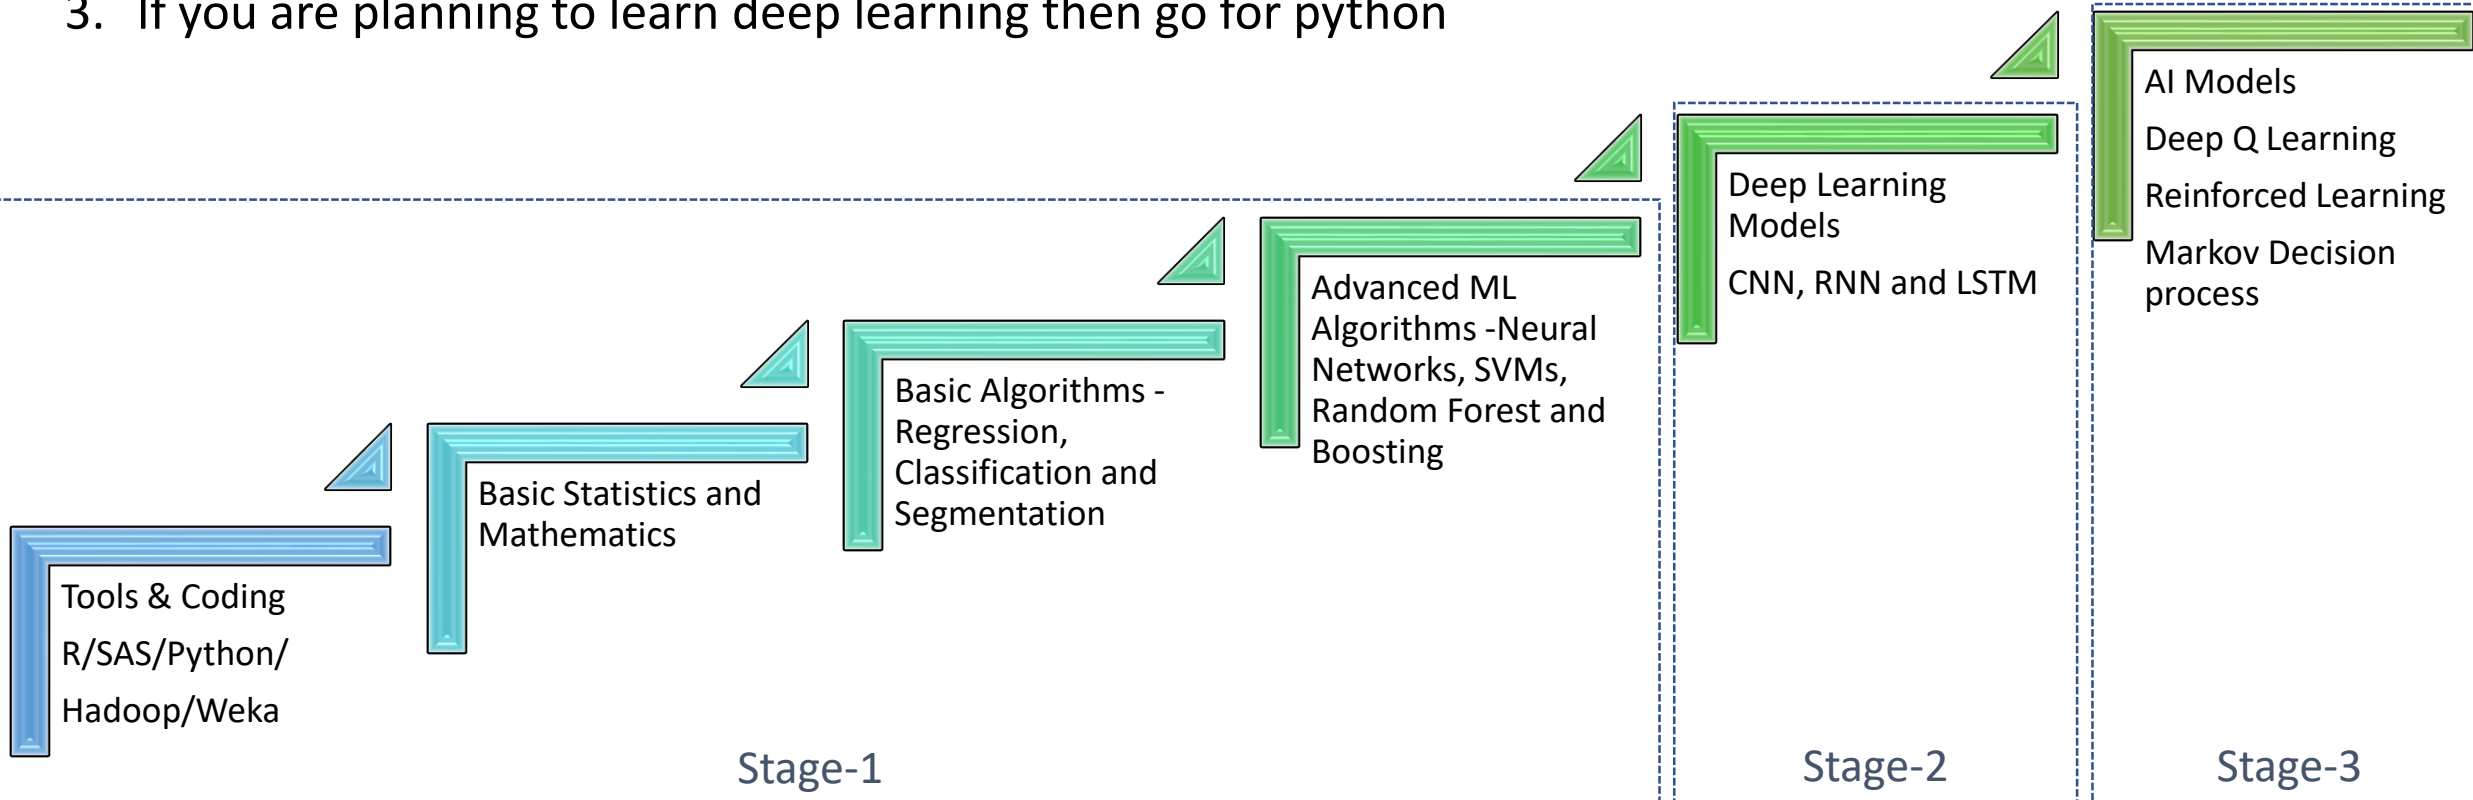 3. If you are planning to learn deep learning then go for python
AI Models
Deep Q Learning
Reinforced Learning
Markov Decision
process
Deep Learning
Models
CNN, RNN and LSTM
Advanced ML
Algorithms -Neural
Networks, SVMs,
Random Forest and
Boosting
Basic Algorithms -
Regression,
Classification and
Segmentation
Basic Statistics and
Mathematics
Tools & Coding
R/SAS/Python/
Hadoop/Weka
Stage-1
Stage-2
Stage-3